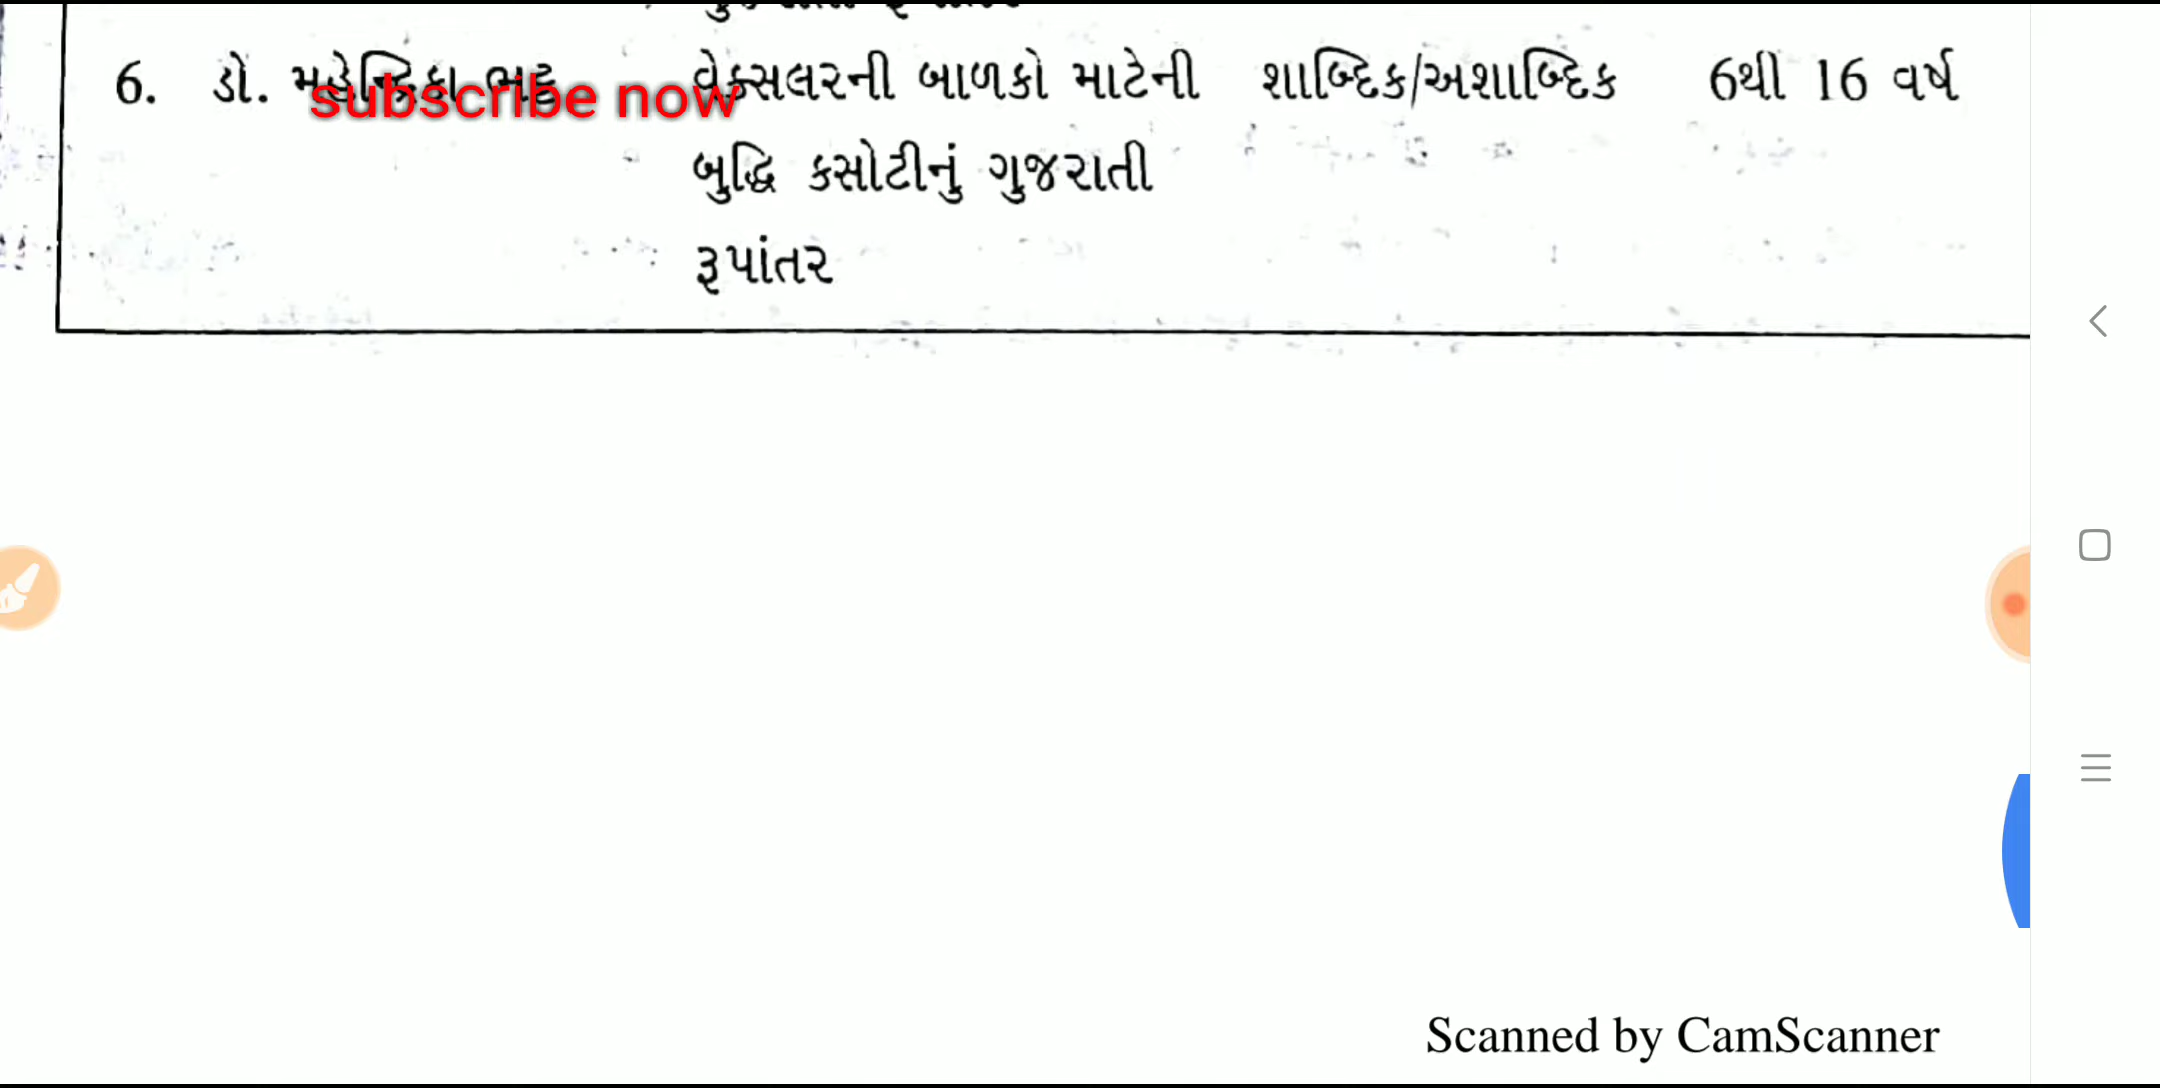 6. ડો. વેક્સલરની બાળકો માટેની શાબ્દિક/અશાબ્દિક 6થી 16 વર્ષ
subscribe now
બુદ્ધિ કસોટીનું ગુજરાતી
રૂપાંતર
Scanned by CamScanner